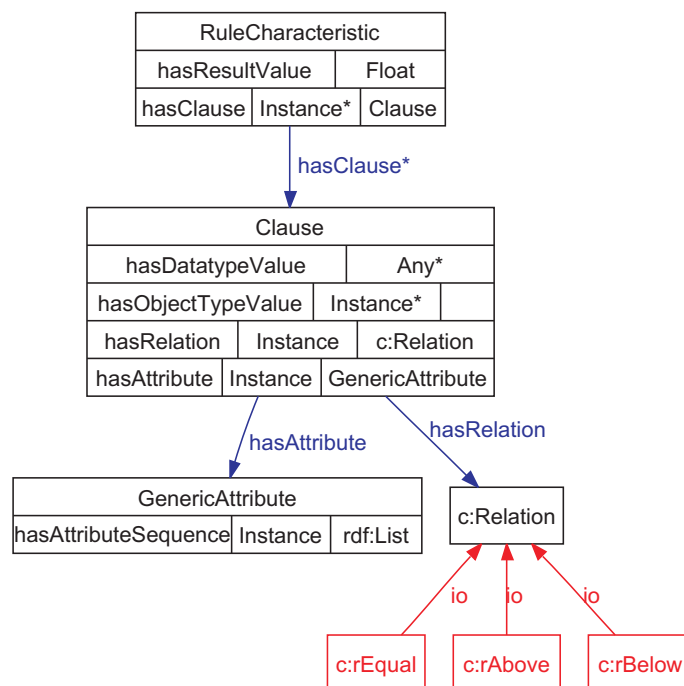 RuleCharacteristic
hasResultValue Float
hasClause Instance* Clause
hasClause*
Clause
hasDatatypeValue Any*
hasObjectTypeValue Instance*
hasRelation Instance c:Relation
hasAttribute Instance GenericAttribute
hasAttribute hasRelation
GenericAttribute
hasAttributeSequence Instance rdf:List
c:Relation
io io io
c:rEqual c:rAbove c:rBelow